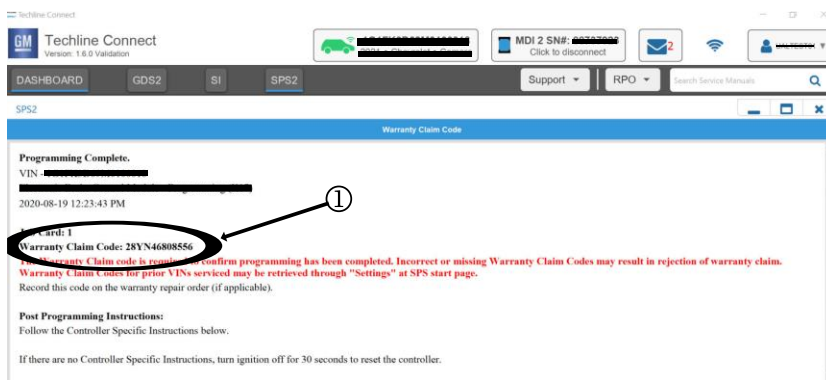 Techline Connect
GM
Techline Connect
Version: 1.6.0 Validation
MDI 2 SN#:
Click to disconnect
2
DASHBOARD GDS2 SI SPS2 Support RPO Search Service Manuals
SPS2
Warranty Claim Code
Programming Complete.
VIN -
2020-08-19 12:23:43 PM
①
Card: 1
Warranty Claim Code: 28YN46808556
The Warranty Claim code is required to confirm programming has been completed. Incorrect or missing Warranty Claim Codes may result in rejection of warranty claim.
Warranty Claim Codes for prior VINs serviced may be retrieved through "Settings" at SPS start page.
Record this code on the warranty repair order (if applicable).
Post Programming Instructions:
Follow the Controller Specific Instructions below.
If there are no Controller Specific Instructions, turn ignition off for 30 seconds to reset the controller.